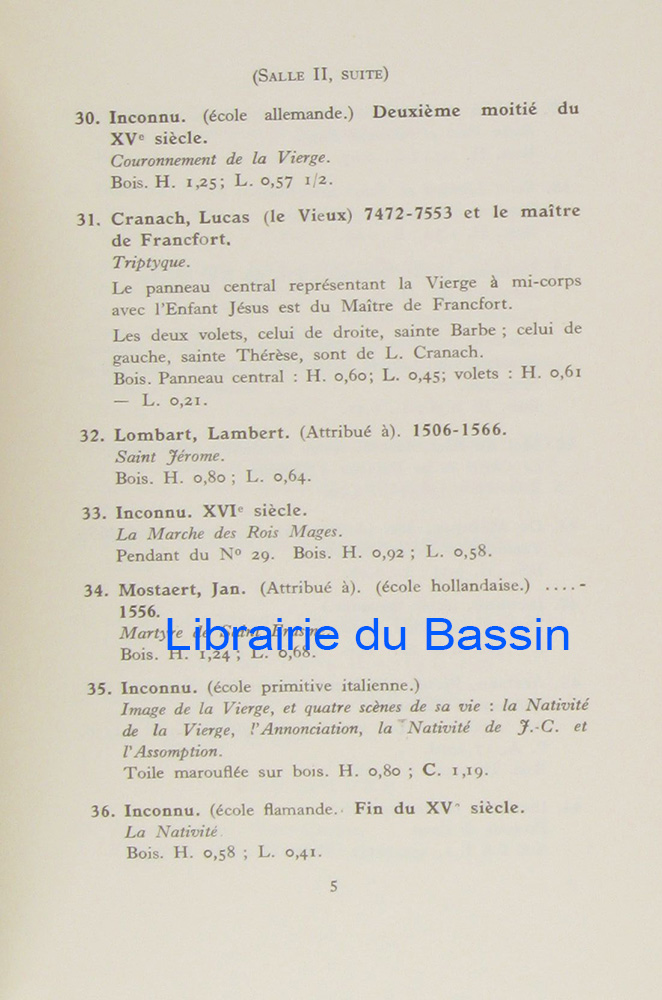 (Salle II, suite)
30. Inconnu. (école allemande.) Deuxième moitié du
XVe siècle.
Couronnement de la Vierge.
Bois. H. 1,25; L. 0,57 1/2.
31. Cranach, Lucas (le Vieux) 7472-7553 et le maître
de Francfort.
Triptyque.
Le panneau central représentant la Vierge à mi-corps
avec l'Enfant Jésus est du Maître de Francfort.
Les deux volets, celui de droite, sainte Barbe ; celui de
gauche, sainte Thérèse, sont de L. Cranach.
Bois. Panneau central : H. 0,60; L. 0,45; volets : H. 0,61
— L. 0,21.
32. Lombart, Lambert. (Attribué à). 1506-1566.
Saint Jérome.
Bois. H. 0,80 ; L. 0,64.
33. Inconnu. XVIe siècle.
La Marche des Rois Mages.
Pendant du No 29. Bois. H. 0,92 ; L. 0,58.
34. Mostaert, Jan. (Attribué à). (école hollandaise.) ....-
1556.
Martyre de Saint Erasme.
Librairie du Bassin
Bois. H. 1,24 ; L. 0,68.
35. Inconnu. (école primitive italienne.)
Image de la Vierge, et quatre scènes de sa vie : la Nativité
de la Vierge, l'Annonciation, la Nativité de J.-C. et
l'Assomption.
Toile marouflée sur bois. H. 0,80 ; C. 1,19.
36. Inconnu. (école flamande. Fin du XVe siècle.
La Nativité
Bois. H. 0,58 ; L. 0,41.
5